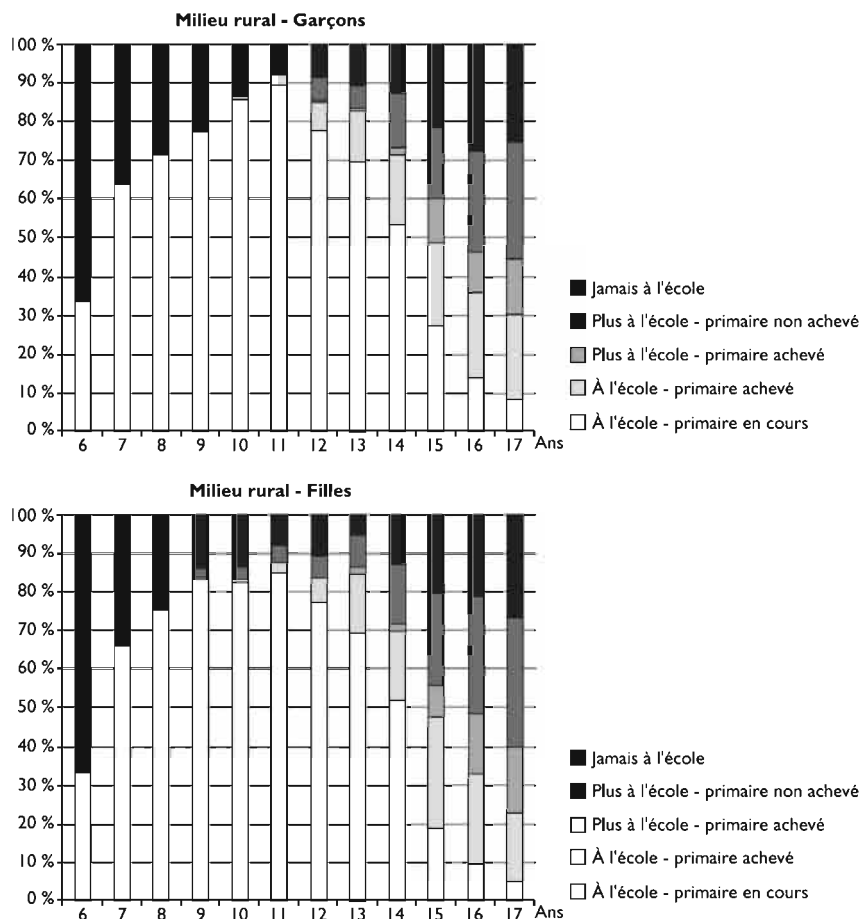 Milieu rural - Garçons
100 %
90 %
80 %
70 %
60 %
50 %
40 %
30 %
20 %
10 %
0 %
6 7 8 9 10 11 12 13 14 15 16 17 Ans
Jamais à l'école
Plus à l'école - primaire non achevé
Plus à l'école - primaire achevé
À l'école - primaire achevé
À l'école - primaire en cours
Milieu rural - Filles
100 %
90 %
80 %
70 %
60 %
50 %
40 %
30 %
20 %
10 %
0 %
6 7 8 9 10 11 12 13 14 15 16 17 Ans
Jamais à l'école
Plus à l'école - primaire non achevé
Plus à l'école - primaire achevé
À l'école - primaire achevé
À l'école - primaire en cours